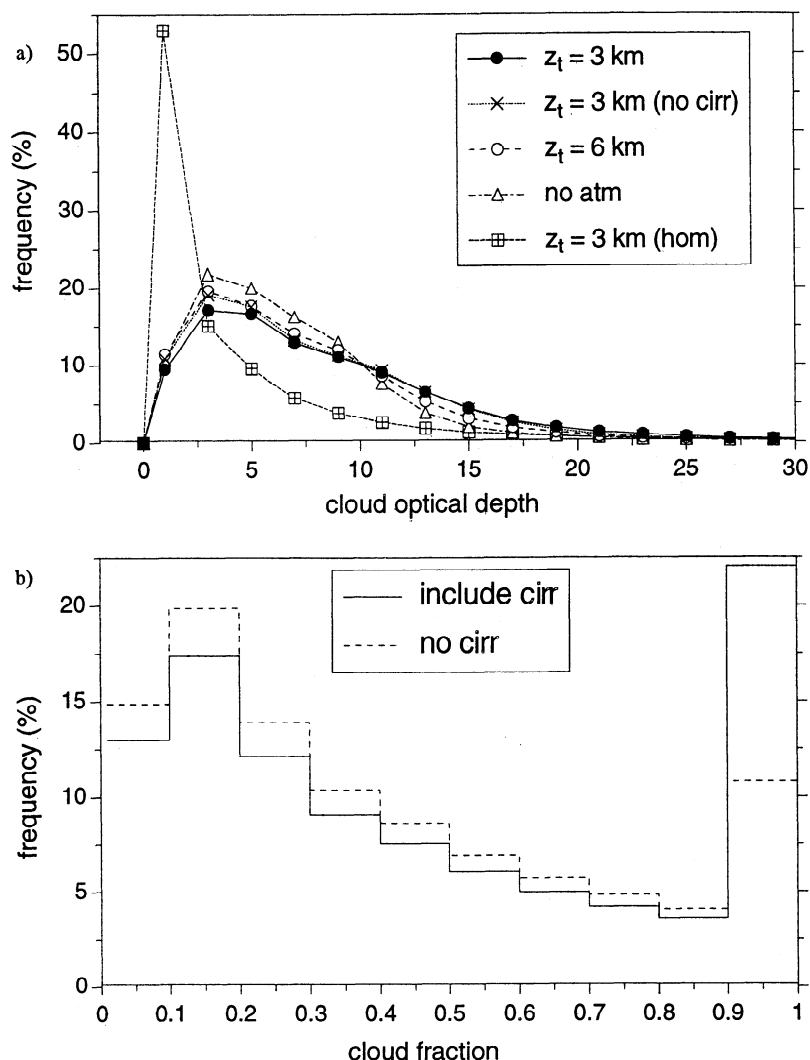 a)
frequency (%)
50
40
30
20
10
0
z_t = 3 km
z_t = 3 km (no cirr)
z_t = 6 km
no atm
z_t = 3 km (hom)
0 5 10 15 20 25 30
cloud optical depth
b)
frequency (%)
20
15
10
5
0
include cirr
no cirr
0 0.1 0.2 0.3 0.4 0.5 0.6 0.7 0.8 0.9 1
cloud fraction